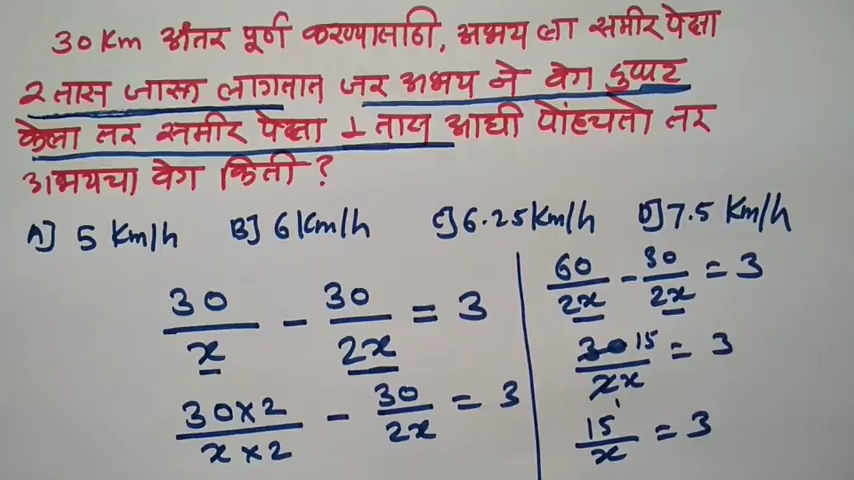 30 Km अंतर पूर्ण करण्यासाठी, अभय ला समीर पेक्षा
2 तास जास्त लागतात जर अभय ने वेग दुप्पट
केला तर समीर पेक्षा 1 तास आधी पोहचतो तर
अभयचा वेग किती ?
A] 5 Km/h B] 6 Km/h C] 6.25 Km/h D] 7.5 Km/h
30/x - 30/2x = 3
30×2/x×2 - 30/2x = 3
60/2x - 30/2x = 3
30 15/2x x = 3
15/x = 3